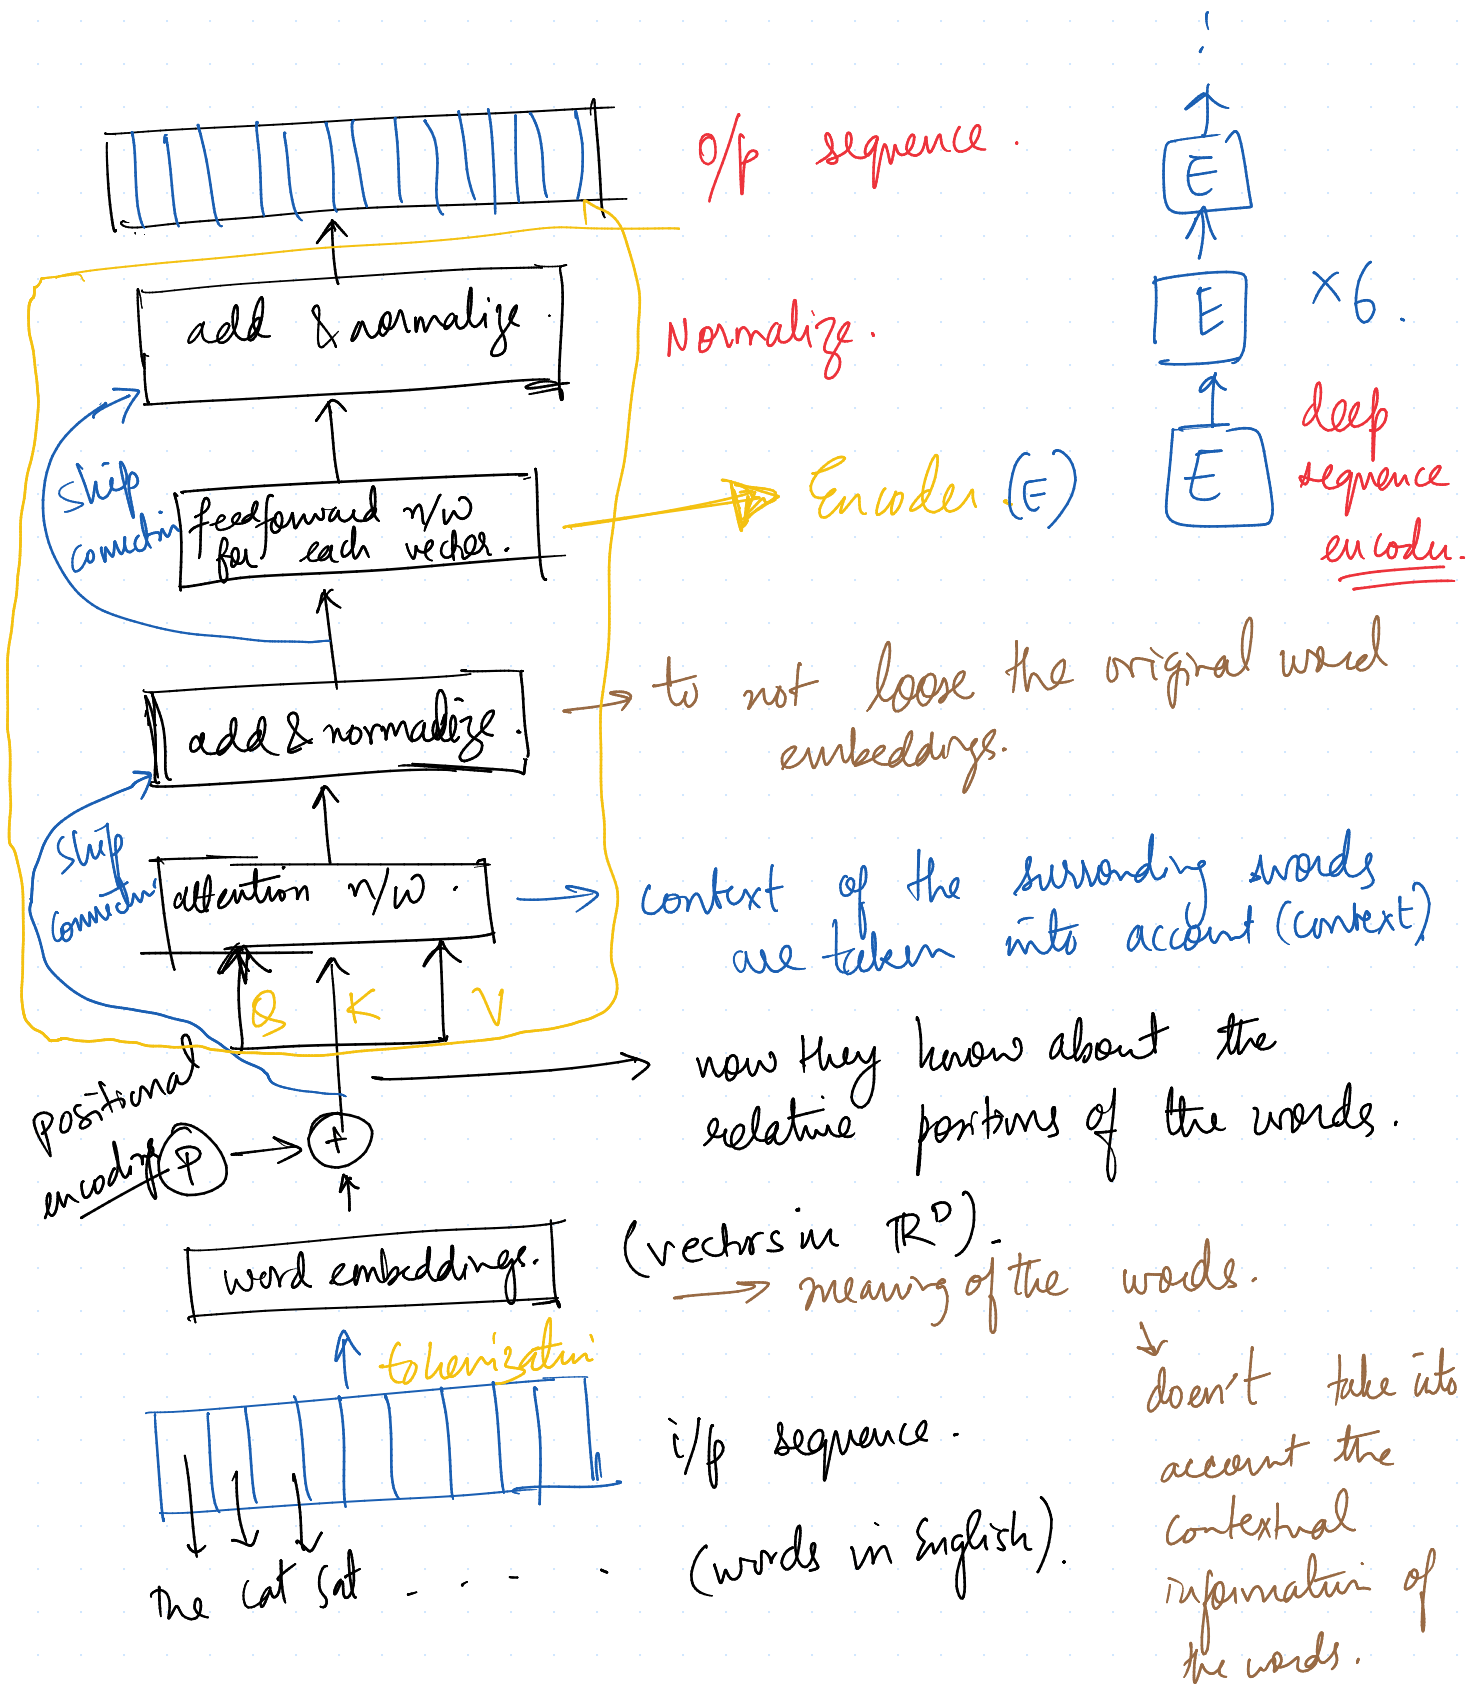 O/p sequence.
E
add & normalize.
Normalize.
E
x6.
skip
connectin
feedforward n/w
for each vector.
Encoder (E)
E
deep
sequence
encoder.
add & normalize.
to not loose the original word
embeddings.
skip
connectin
attention n/w.
context of the surronding words
are taken into account (context)
Q K V
now they know about the
relative positions of the words.
Positional
encoding P
+
word embeddings.
(vectors in ℝᴰ).
meaning of the words.
doesn't take into
account the
contextual
information of
the words.
tokenization
i/p sequence.
The cat sat - . - .
(words in English).